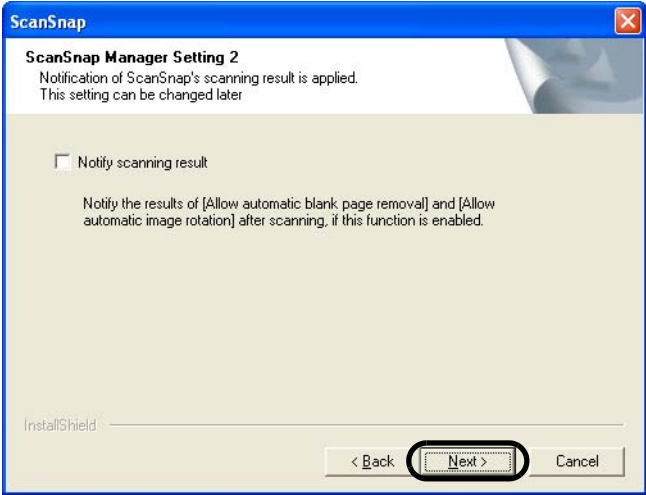 ScanSnap
ScanSnap Manager Setting 2
Notification of ScanSnap's scanning result is applied.
This setting can be changed later
Notify scanning result
Notify the results of [Allow automatic blank page removal] and [Allow
automatic image rotation] after scanning, if this function is enabled.
InstallShield
< Back Next > Cancel